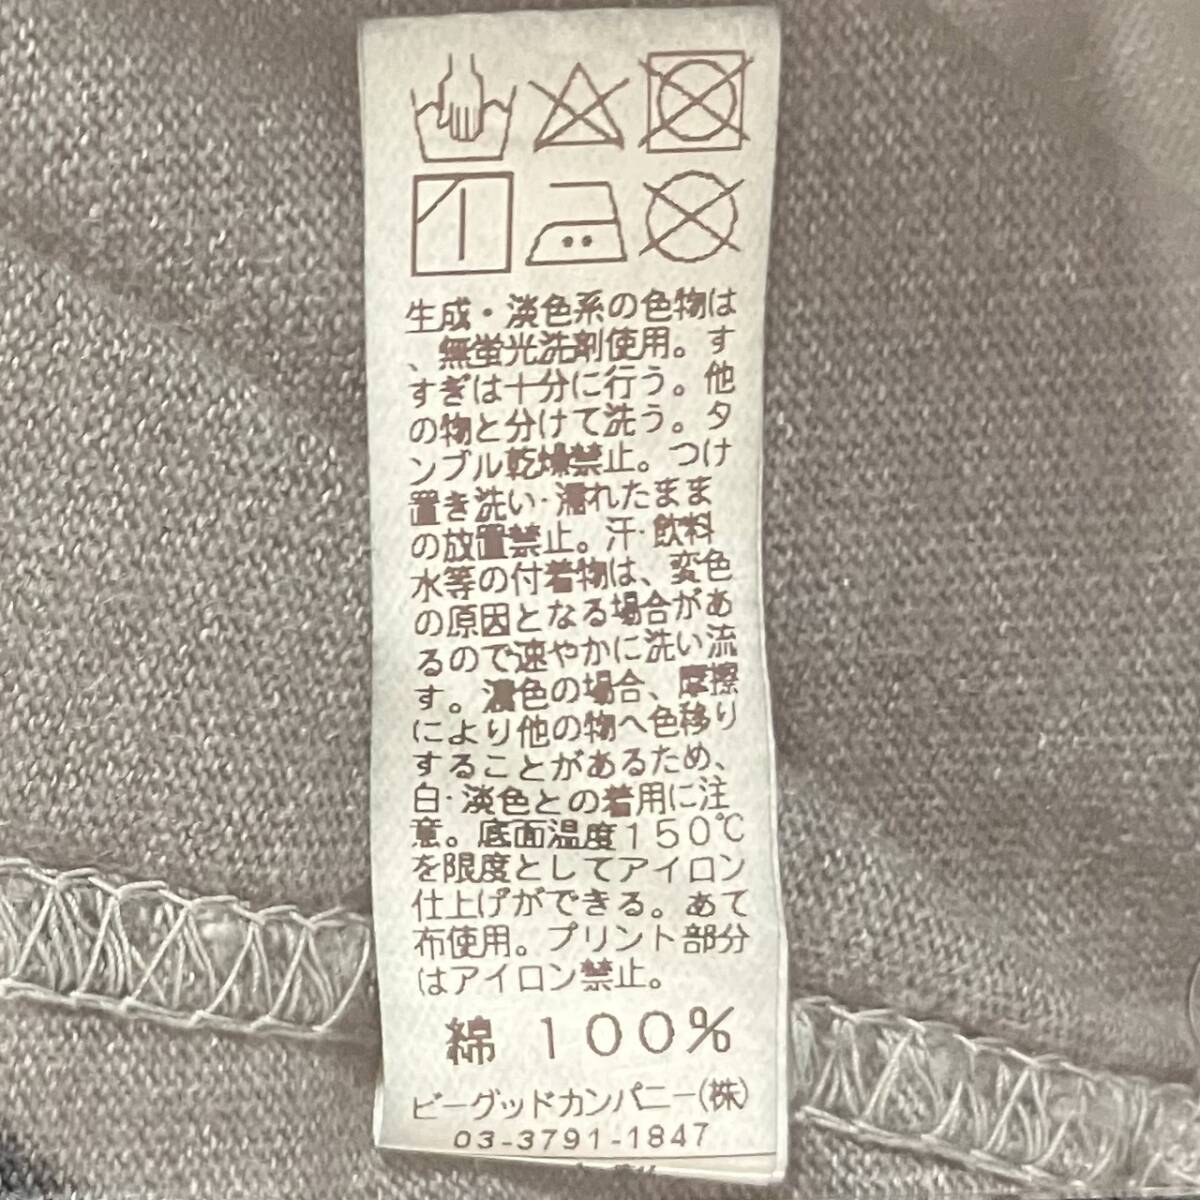 生成・淡色系の色物は
、無蛍光洗剤使用。す
すぎは十分に行う。他
の物と分けて洗う。タ
ンブル乾燥禁止。つけ
置き洗い・濡れたまま
の放置禁止。汗・飲料
水等の付着物は、変色
の原因となる場合があ
るので速やかに洗い流
す。濃色の場合、摩擦
により他の物へ色移り
することがあるため、
白・淡色との着用に注
意。底面温度150℃
を限度としてアイロン
仕上げができる。あて
布使用。プリント部分
はアイロン禁止。
綿 100%
ビーグッドカンパニー(株)
03-3791-1847